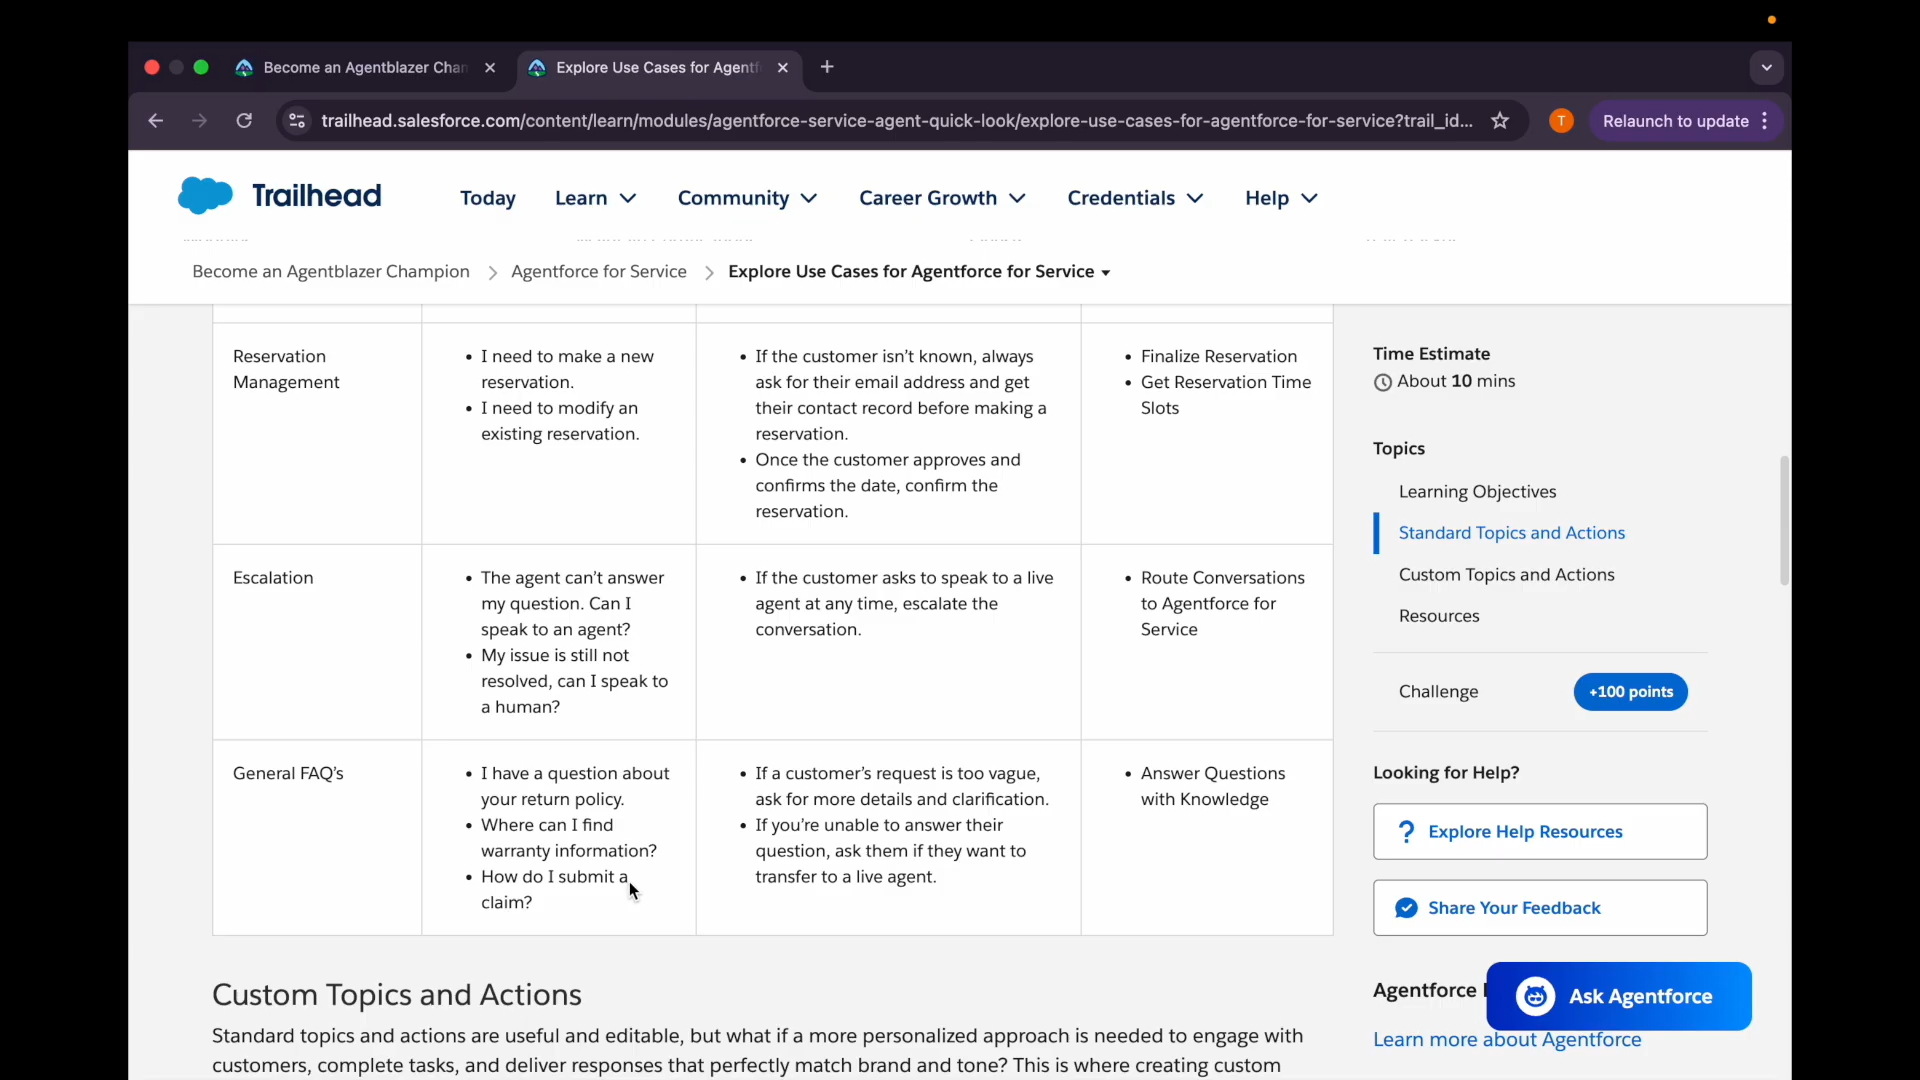 Become an Agentblazer Chan
Explore Use Cases for Agentf
trailhead.salesforce.com/content/learn/modules/agentforce-service-agent-quick-look/explore-use-cases-for-agentforce-for-service?trail_id...
T
Relaunch to update
Trailhead
Today
Learn
Community
Career Growth
Credentials
Help
Become an Agentblazer Champion
Agentforce for Service
Explore Use Cases for Agentforce for Service
Reservation
Management
• I need to make a new
reservation.
• I need to modify an
existing reservation.
• If the customer isn’t known, always
ask for their email address and get
their contact record before making a
reservation.
• Once the customer approves and
confirms the date, confirm the
reservation.
• Finalize Reservation
• Get Reservation Time
Slots
Escalation
• The agent can’t answer
my question. Can I
speak to an agent?
• My issue is still not
resolved, can I speak to
a human?
• If the customer asks to speak to a live
agent at any time, escalate the
conversation.
• Route Conversations
to Agentforce for
Service
General FAQ’s
• I have a question about
your return policy.
• Where can I find
warranty information?
• How do I submit a
claim?
• If a customer’s request is too vague,
ask for more details and clarification.
• If you’re unable to answer their
question, ask them if they want to
transfer to a live agent.
• Answer Questions
with Knowledge
Custom Topics and Actions
Standard topics and actions are useful and editable, but what if a more personalized approach is needed to engage with
customers, complete tasks, and deliver responses that perfectly match brand and tone? This is where creating custom
Time Estimate
About 10 mins
Topics
Learning Objectives
Standard Topics and Actions
Custom Topics and Actions
Resources
Challenge
+100 points
Looking for Help?
Explore Help Resources
Share Your Feedback
Agentforce
Ask Agentforce
Learn more about Agentforce